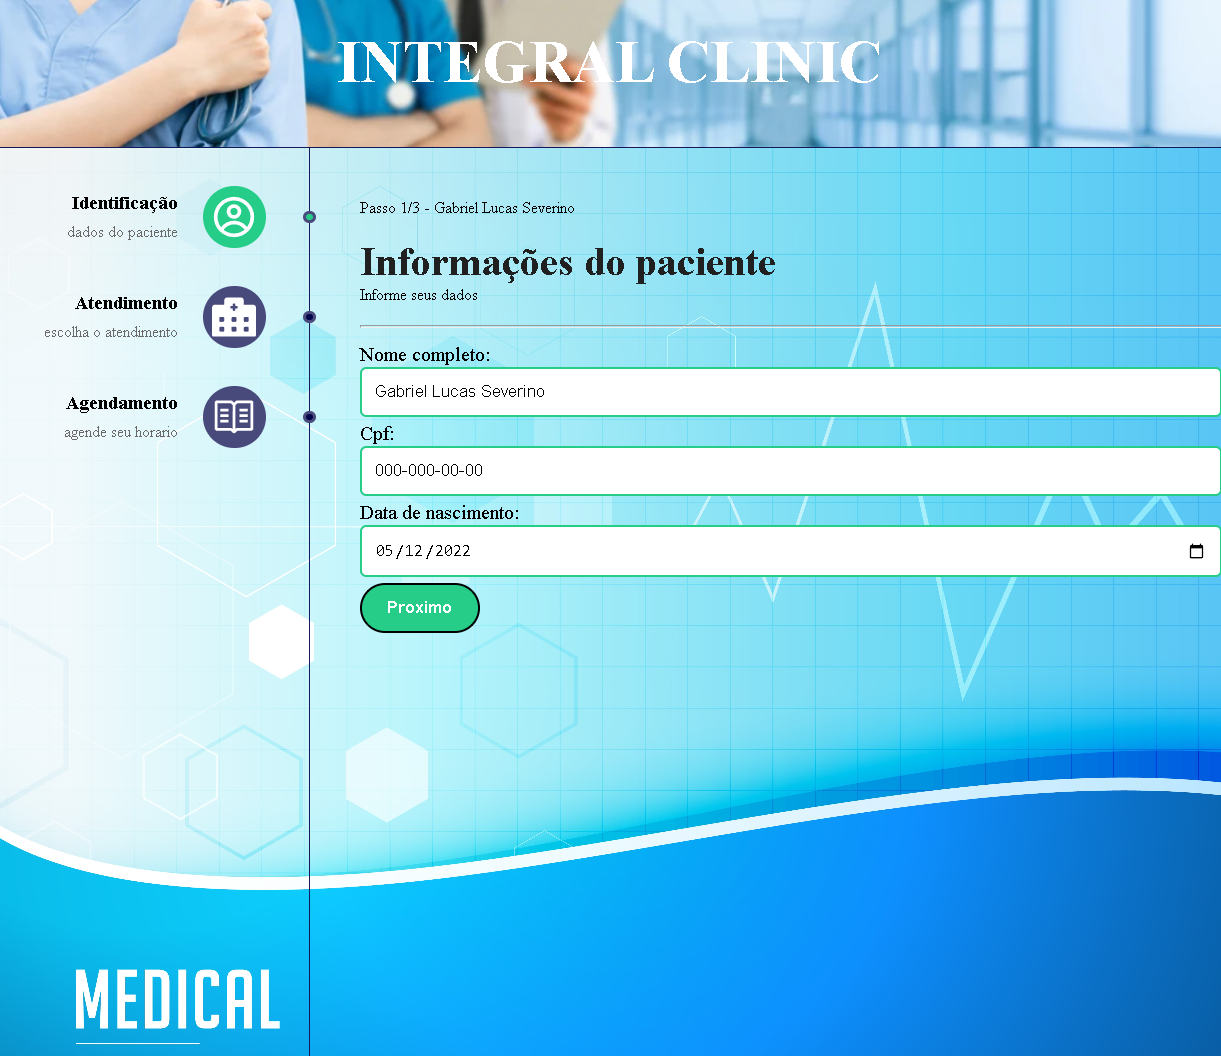 INTEGRAL CLINIC
Identificação
dados do paciente
Atendimento
escolha o atendimento
Agendamento
agende seu horario
Passo 1/3 - Gabriel Lucas Severino
Informações do paciente
Informe seus dados
Nome completo:
Gabriel Lucas Severino
Cpf:
000-000-00-00
Data de nascimento:
05/12/2022
Proximo
MEDICAL